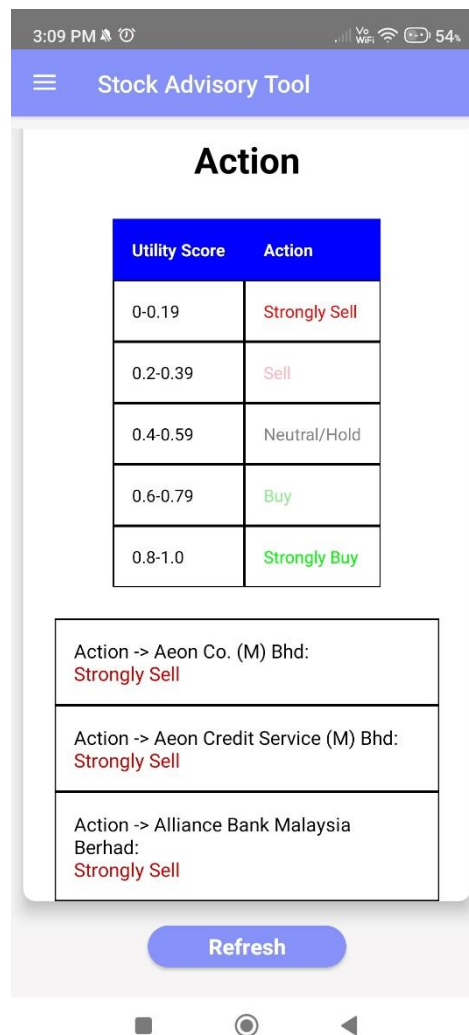 3:09 PM Vo WiFi 54%
Stock Advisory Tool
Action
Utility Score Action
0-0.19 Strongly Sell
0.2-0.39 Sell
0.4-0.59 Neutral/Hold
0.6-0.79 Buy
0.8-1.0 Strongly Buy
Action -> Aeon Co. (M) Bhd:
Strongly Sell
Action -> Aeon Credit Service (M) Bhd:
Strongly Sell
Action -> Alliance Bank Malaysia
Berhad:
Strongly Sell
Refresh